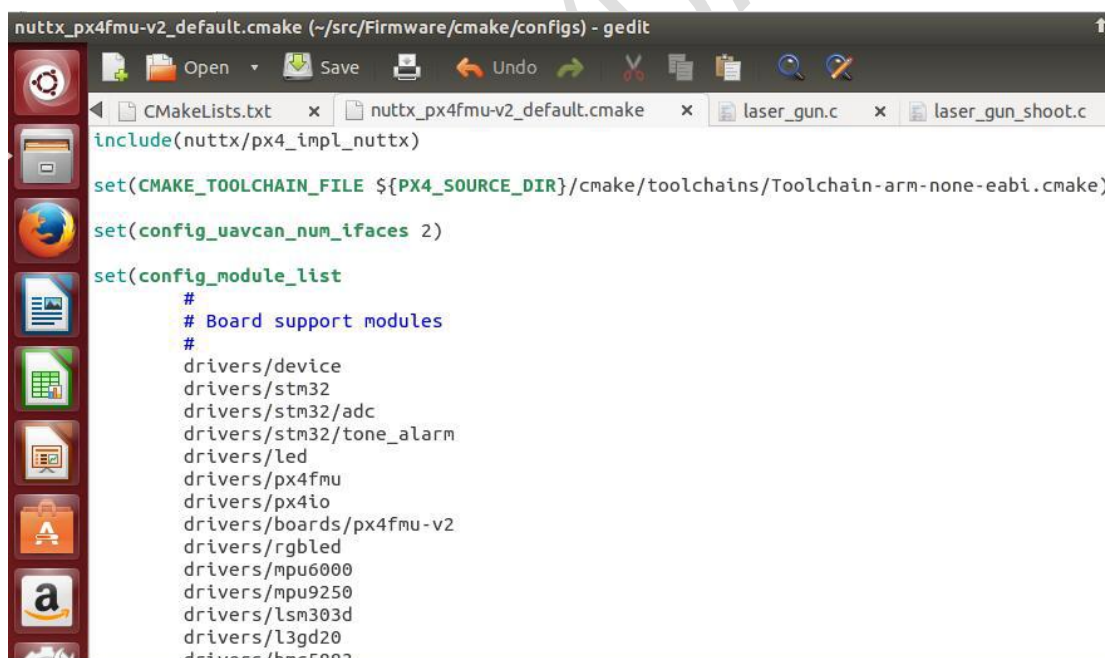 nuttx_px4fmu-v2_default.cmake (~/src/Firmware/cmake/configs) - gedit
Open Save Undo
CMakeLists.txt x nuttx_px4fmu-v2_default.cmake x laser_gun.c x laser_gun_shoot.c
include(nuttx/px4_impl_nuttx)
set(CMAKE_TOOLCHAIN_FILE ${PX4_SOURCE_DIR}/cmake/toolchains/Toolchain-arm-none-eabi.cmake)
set(config_uavcan_num_ifaces 2)
set(config_module_list
#
# Board support modules
#
drivers/device
drivers/stm32
drivers/stm32/adc
drivers/stm32/tone_alarm
drivers/led
drivers/px4fmu
drivers/px4io
drivers/boards/px4fmu-v2
drivers/rgbled
drivers/mpu6000
drivers/mpu9250
drivers/lsm303d
drivers/l3gd20